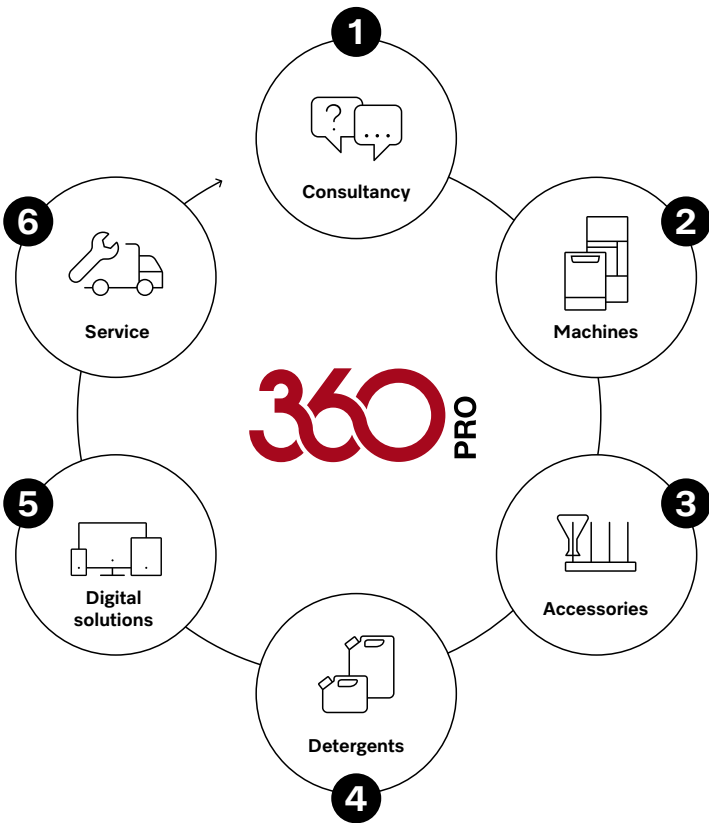 1
Consultancy
2
Machines
3
Accessories
4
Detergents
5
Digital
solutions
6
Service
360
PRO